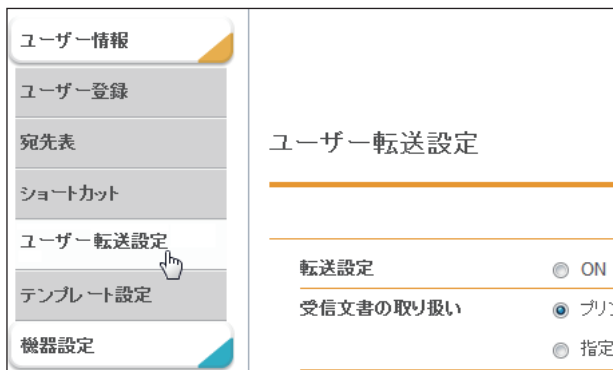 ユーザー情報
ユーザー登録
宛先表
ショートカット
ユーザー転送設定
テンプレート設定
機器設定
ユーザー転送設定
転送設定
ON
受信文書の取り扱い
プリン
指定